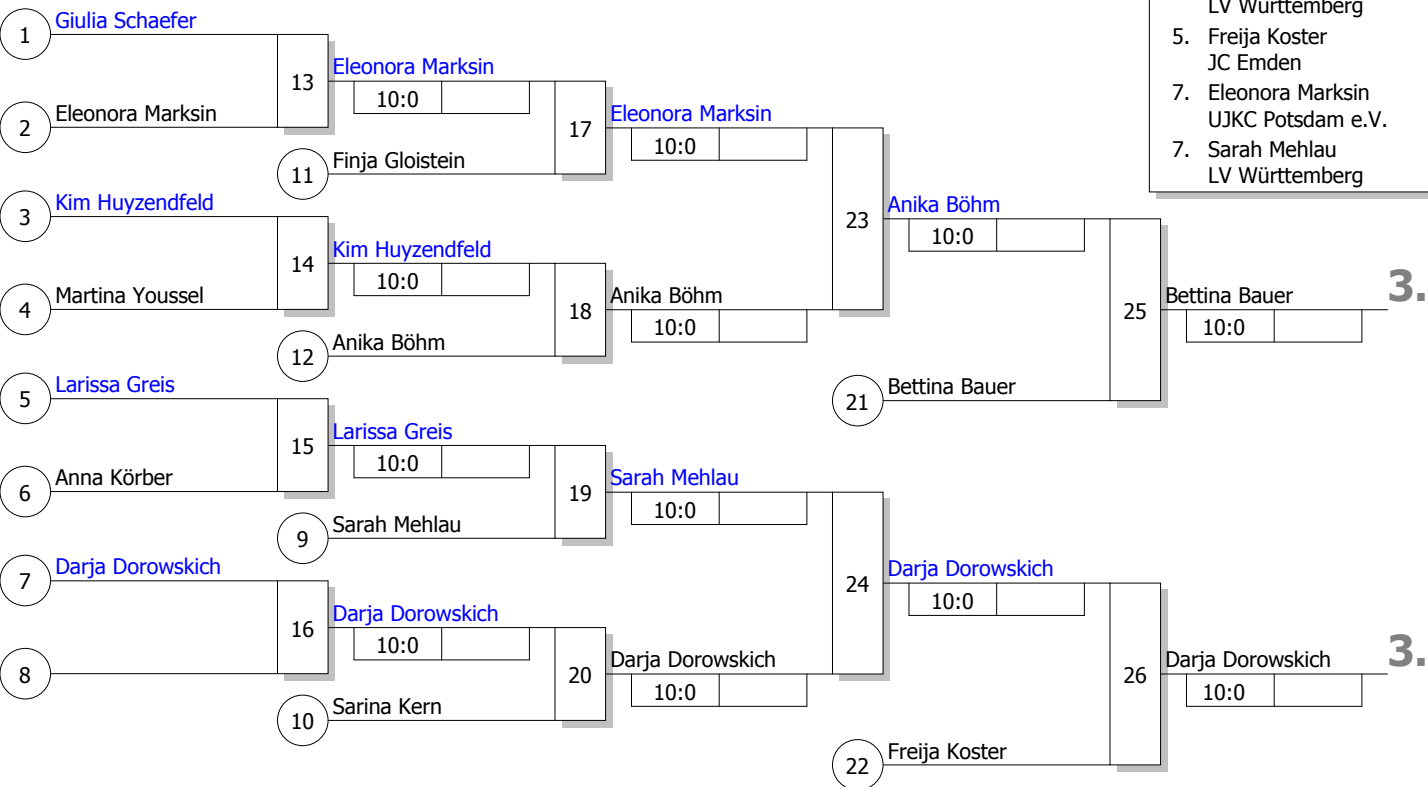 LV Württemberg
5. Freija Koster
JC Emden
7. Eleonora Marksin
UJKC Potsdam e.V.
7. Sarah Mehlau
LV Württemberg
1 Giulia Schaefer
13 Eleonora Marksin
10:0
2 Eleonora Marksin
17 Eleonora Marksin
10:0
11 Finja Gloistein
3 Kim Huyzendfeld
23 Anika Böhm
10:0
14 Kim Huyzendfeld
10:0
4 Martina Youssel
18 Anika Böhm
10:0
25 Bettina Bauer 3.
10:0
12 Anika Böhm
5 Larissa Greis
21 Bettina Bauer
15 Larissa Greis
10:0
6 Anna Körber
19 Sarah Mehlau
10:0
9 Sarah Mehlau
7 Darja Dorowskich
24 Darja Dorowskich
10:0
16 Darja Dorowskich
10:0
8
20 Darja Dorowskich
10:0
26 Darja Dorowskich 3.
10:0
10 Sarina Kern
22 Freija Koster